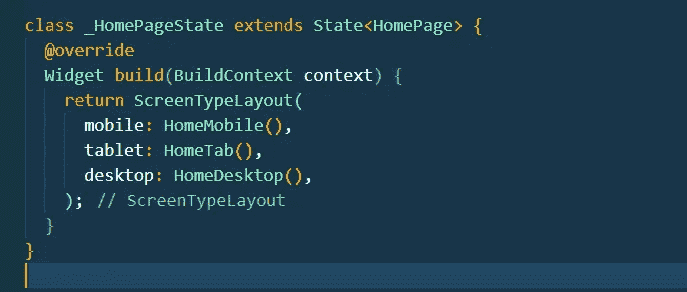 class _HomePageState extends State<HomePage> {
@override
Widget build(BuildContext context) {
return ScreenTypeLayout(
mobile: HomeMobile(),
tablet: HomeTab(),
desktop: HomeDesktop(),
); // ScreenTypeLayout
}
}